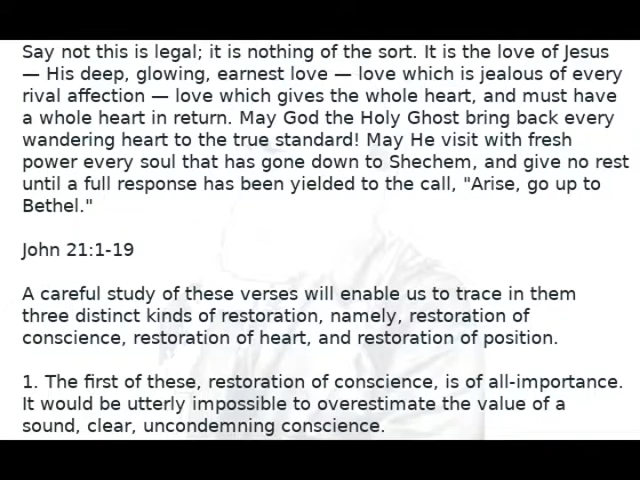 Say not this is legal; it is nothing of the sort. It is the love of Jesus
— His deep, glowing, earnest love — love which is jealous of every
rival affection — love which gives the whole heart, and must have
a whole heart in return. May God the Holy Ghost bring back every
wandering heart to the true standard! May He visit with fresh
power every soul that has gone down to Shechem, and give no rest
until a full response has been yielded to the call, "Arise, go up to
Bethel."
John 21:1-19
A careful study of these verses will enable us to trace in them
three distinct kinds of restoration, namely, restoration of
conscience, restoration of heart, and restoration of position.
1. The first of these, restoration of conscience, is of all-importance.
It would be utterly impossible to overestimate the value of a
sound, clear, uncondemning conscience.